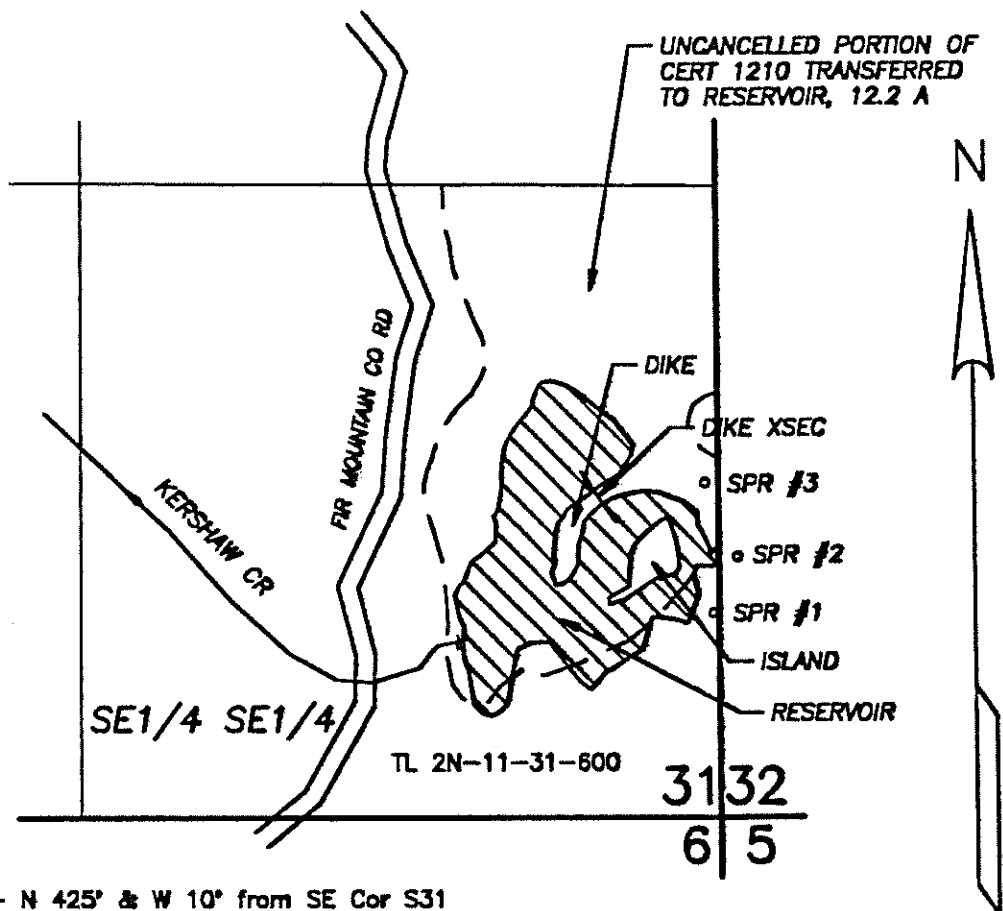 UNCANCELLED PORTION OF
CERT 1210 TRANSFERRED
TO RESERVOIR, 12.2 A
N
DIKE
DIKE XSEC
FIR MOUNTAIN CO RD
SPR #3
KERSHAW CR
SPR #2
SPR #1
ISLAND
RESERVOIR
SE1/4 SE1/4
TL 2N-11-31-600
31 32
6 5
- N 425' & W 10' from SE Cor S31